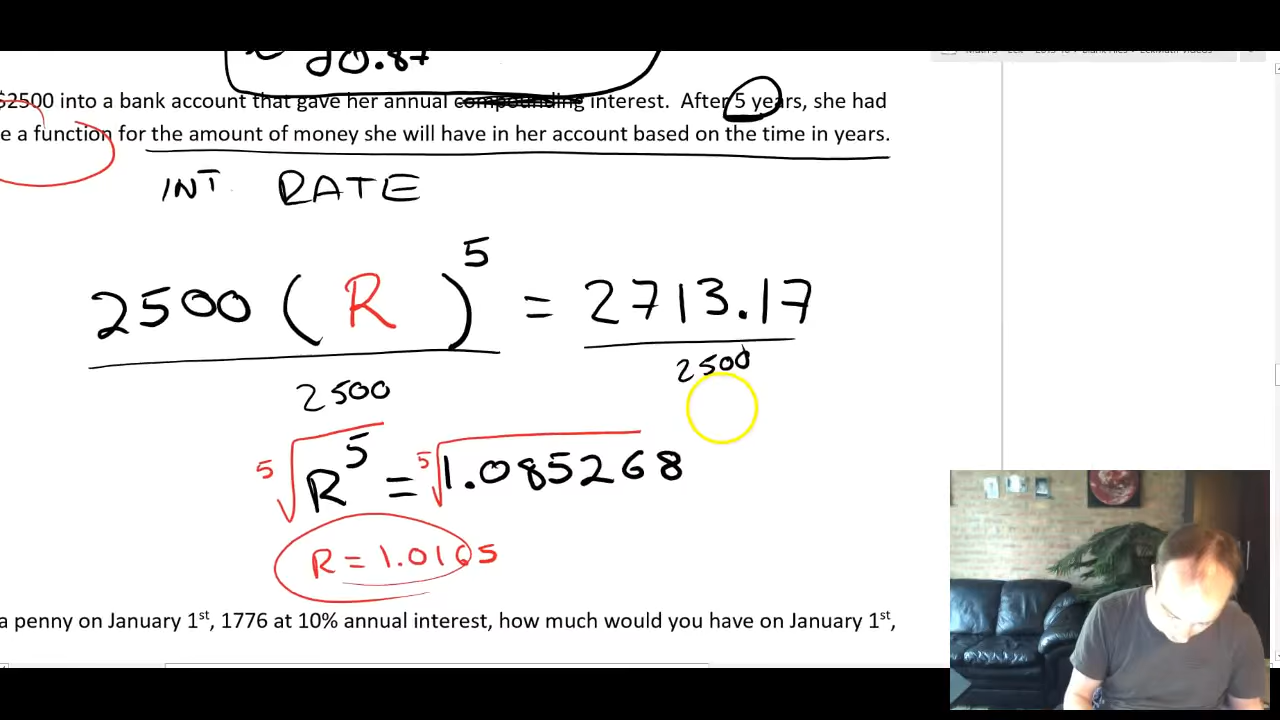 20.87
$2500 into a bank account that gave her annual compounding interest. After 5 years, she had
e a function for the amount of money she will have in her account based on the time in years.
INT. RATE
2500 ( R )⁵ = 2713.17
2500 2500
⁵√R⁵ = ⁵√1.085268
R = 1.0165
a penny on January 1st, 1776 at 10% annual interest, how much would you have on January 1st,